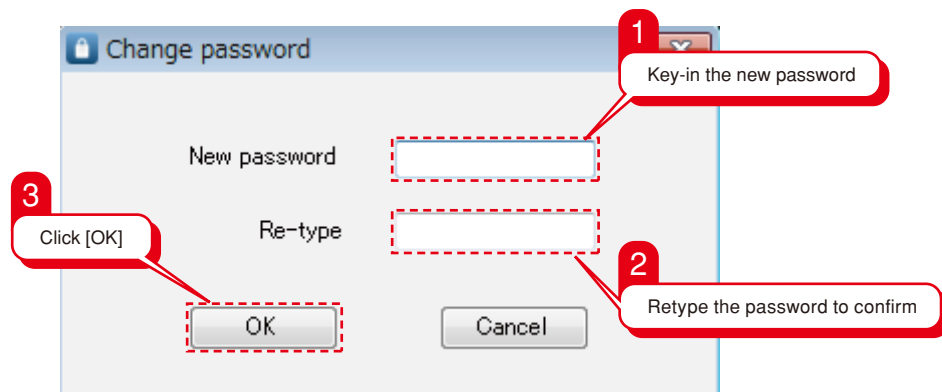 Change password
1
Key-in the new password
New password
3
Click [OK]
Re-type
2
Retype the password to confirm
OK
Cancel